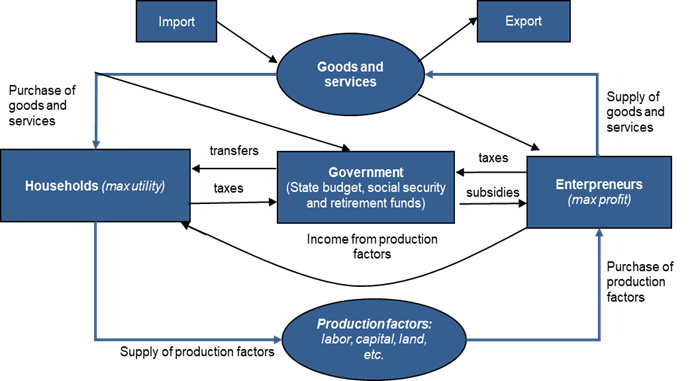 Import
Export
Goods and
services
Purchase of
goods and
services
Supply of
goods and
services
transfers
taxes
Government
(State budget, social security
and retirement funds)
taxes
subsidies
Households (max utility)
Enterpreneurs
(max profit)
Income from production
factors
Purchase of
production
factors
Production factors:
labor, capital, land,
etc.
Supply of production factors